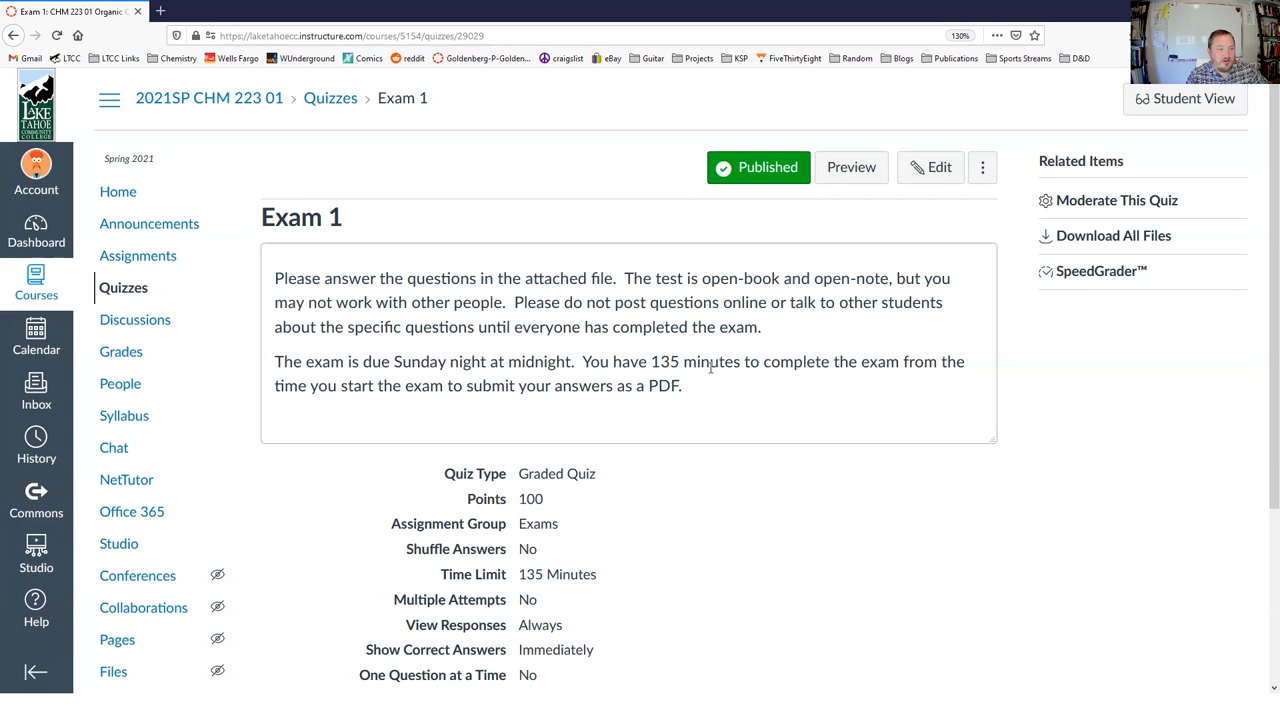 Exam 1: CHM 223 01 Organic C
https://laketahoecc.instructure.com/courses/5154/quizzes/29029
130%
Gmail LTCC LTCC Links Chemistry Wells Fargo WUnderground Comics reddit Goldenberg-P-Golden... craigslist eBay Guitar Projects KSP FiveThirtyEight Random Blogs Publications Sports Streams D&D
LAKE
TAHOE
COMMUNITY
COLLEGE
2021SP CHM 223 01 > Quizzes > Exam 1
Student View
Account
Dashboard
Courses
Calendar
Inbox
History
Commons
Studio
Help
Spring 2021
Home
Announcements
Assignments
Quizzes
Discussions
Grades
People
Syllabus
Chat
NetTutor
Office 365
Studio
Conferences
Collaborations
Pages
Files
Published Preview Edit
Exam 1
Please answer the questions in the attached file. The test is open-book and open-note, but you
may not work with other people. Please do not post questions online or talk to other students
about the specific questions until everyone has completed the exam.
The exam is due Sunday night at midnight. You have 135 minutes to complete the exam from the
time you start the exam to submit your answers as a PDF.
Quiz Type Graded Quiz
Points 100
Assignment Group Exams
Shuffle Answers No
Time Limit 135 Minutes
Multiple Attempts No
View Responses Always
Show Correct Answers Immediately
One Question at a Time No
Related Items
Moderate This Quiz
Download All Files
SpeedGrader™